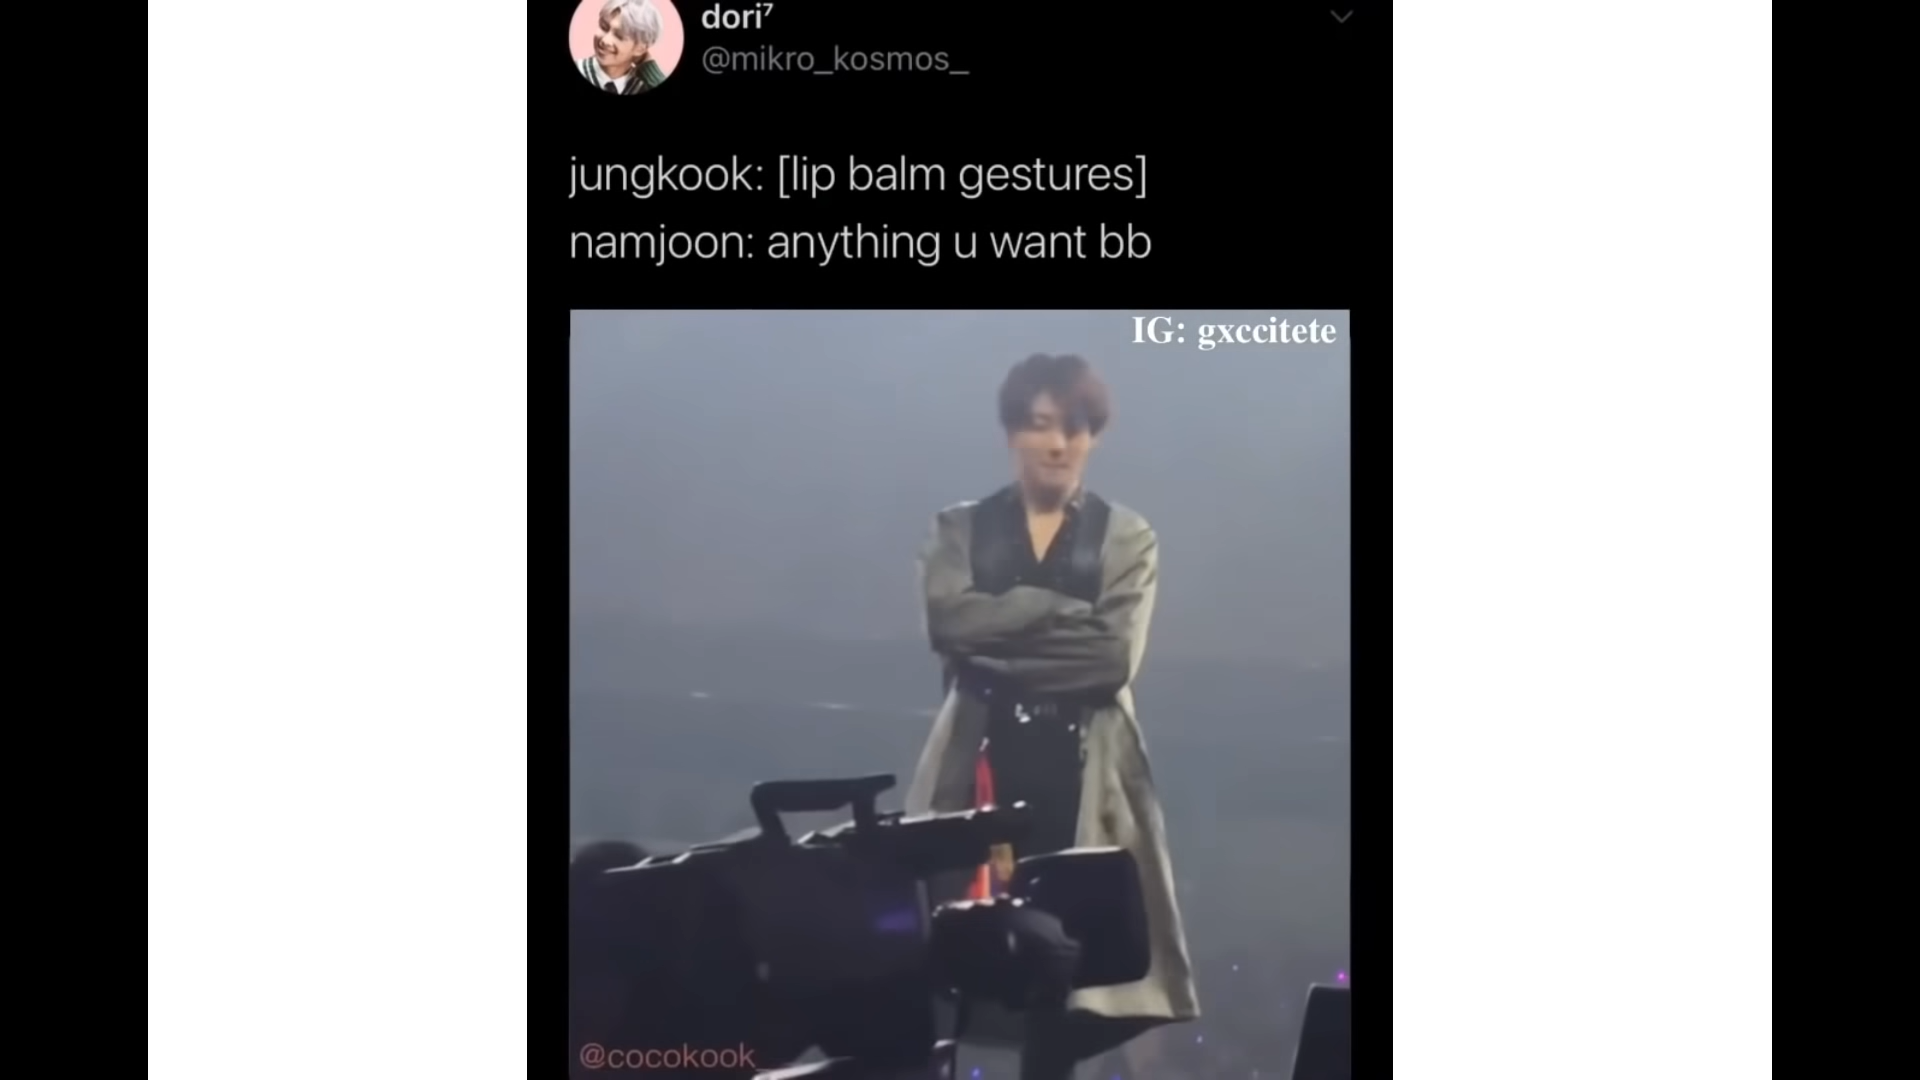 dori⁷
@mikro_kosmos_
jungkook: [lip balm gestures]
namjoon: anything u want bb
IG: gxccitete
@cocokook_